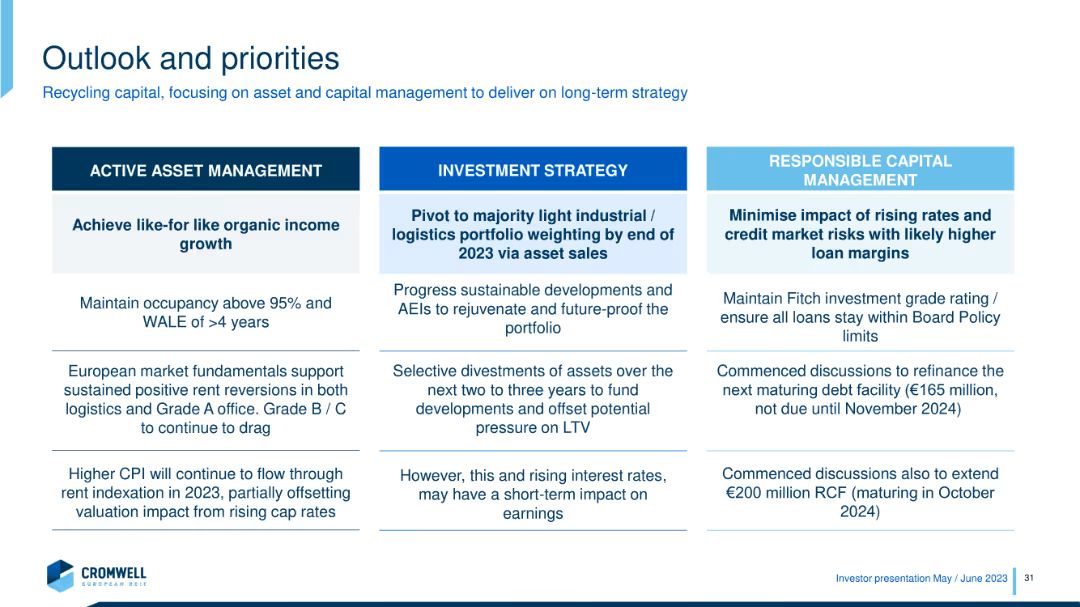 Outlook and priorities
Recycling capital, focusing on asset and capital management to deliver on long-term strategy
ACTIVE ASSET MANAGEMENT
Achieve like-for like organic income
growth
Maintain occupancy above 95% and
WALE of >4 years
European market fundamentals support
sustained positive rent reversions in both
logistics and Grade A office. Grade B / C
to continue to drag
Higher CPI will continue to flow through
rent indexation in 2023, partially offsetting
valuation impact from rising cap rates
INVESTMENT STRATEGY
Pivot to majority light industrial /
logistics portfolio weighting by end of
2023 via asset sales
Progress sustainable developments and
AEIs to rejuvenate and future-proof the
portfolio
Selective divestments of assets over the
next two to three years to fund
developments and offset potential
pressure on LTV
However, this and rising interest rates,
may have a short-term impact on
earnings
RESPONSIBLE CAPITAL
MANAGEMENT
Minimise impact of rising rates and
credit market risks with likely higher
loan margins
Maintain Fitch investment grade rating /
ensure all loans stay within Board Policy
limits
Commenced discussions to refinance the
next maturing debt facility (€165 million,
not due until November 2024)
Commenced discussions also to extend
€200 million RCF (maturing in October
2024)
CROMWELL
EUROPEAN REIT
Investor presentation May / June 2023
31